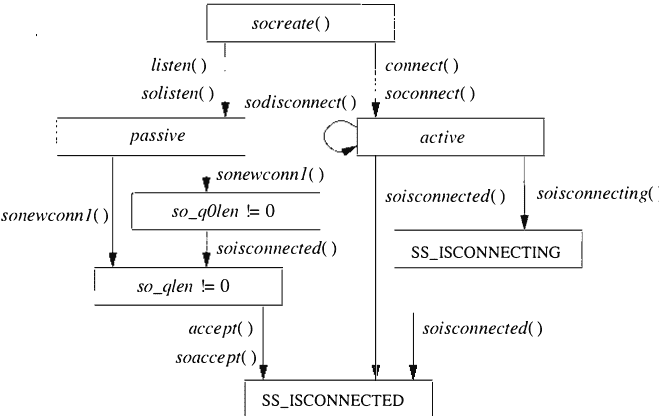 socreate()
listen() connect()
solisten() soconnect()
sodisconnect()
passive active
sonewconn1()
soisconnected() soisconnecting()
so_q0len != 0
sonewconn1()
soisconnected()
SS_ISCONNECTING
so_qlen != 0
accept() soisconnected()
soaccept()
SS_ISCONNECTED